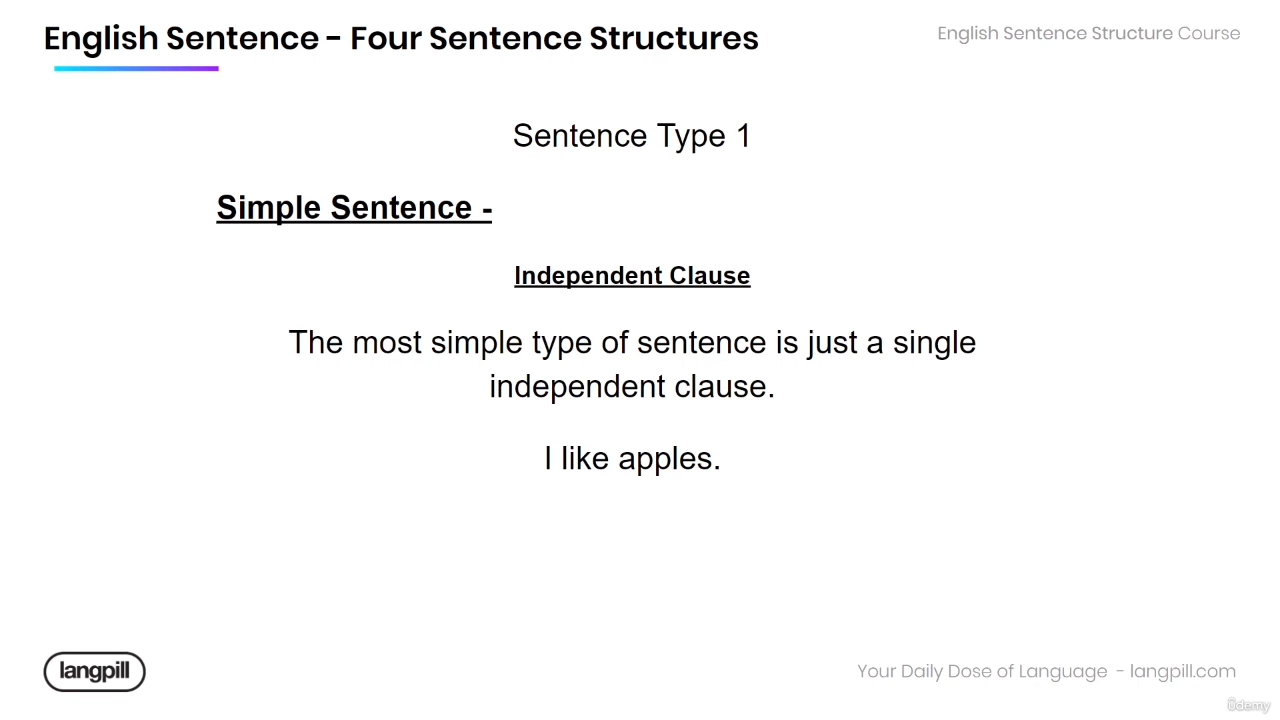 English Sentence - Four Sentence Structures
English Sentence Structure Course
Sentence Type 1
Simple Sentence -
Independent Clause
The most simple type of sentence is just a single
independent clause.
I like apples.
langpill
Your Daily Dose of Language - langpill.com
ûdemy